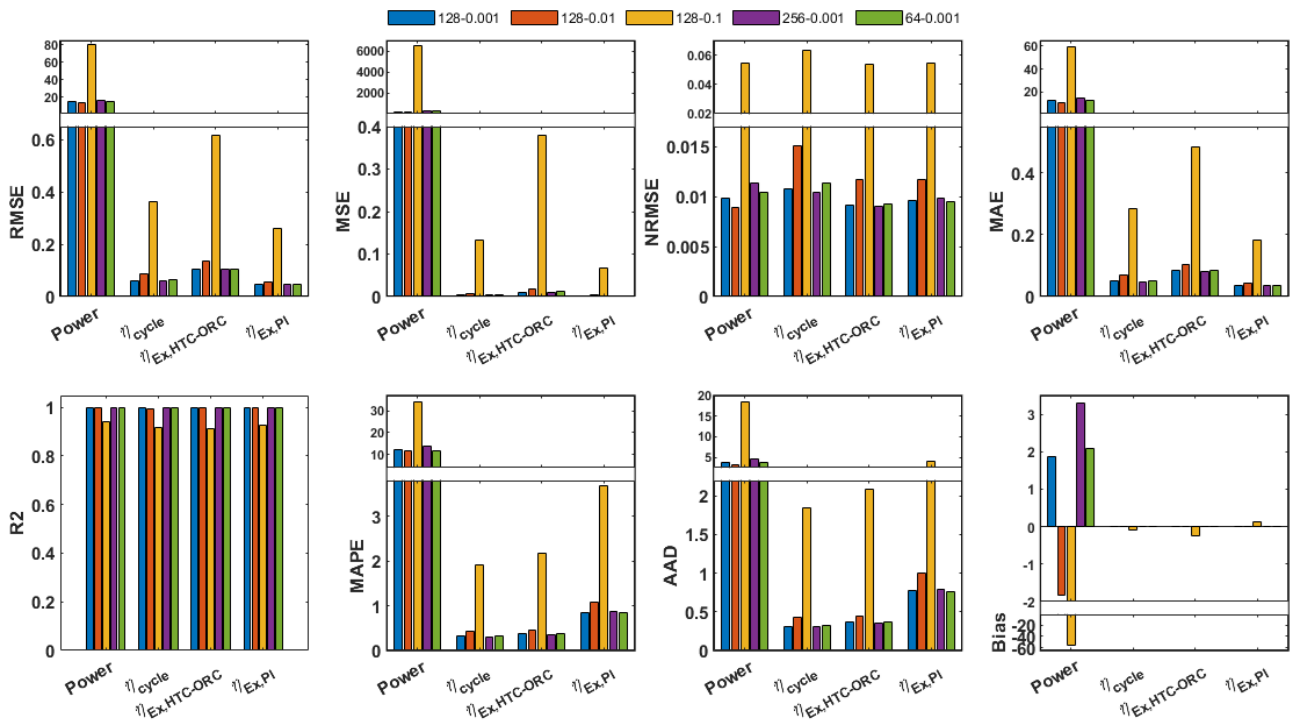 128-0.001 128-0.01 128-0.1 256-0.001 64-0.001
80
60
40
20
0.6
0.4
0.2
0
RMSE
Power
η cycle
η Ex,HTC-ORC
η Ex,PI
6000
4000
2000
0.4
0.3
0.2
0.1
0
MSE
Power
η cycle
η Ex,HTC-ORC
η Ex,PI
0.06
0.04
0.02
0.015
0.01
0.005
0
NRMSE
Power
η cycle
η Ex,HTC-ORC
η Ex,PI
60
40
20
0.4
0.2
0
MAE
Power
η cycle
η Ex,HTC-ORC
η Ex,PI
1
0.8
0.6
0.4
0.2
0
R2
Power
η cycle
η Ex,HTC-ORC
η Ex,PI
30
20
10
3
2
1
0
MAPE
Power
η cycle
η Ex,HTC-ORC
η Ex,PI
20
15
10
5
2
1.5
1
0.5
0
AAD
Power
η cycle
η Ex,HTC-ORC
η Ex,PI
3
2
1
0
-1
-2
-20
-40
-60
Bias
Power
η cycle
η Ex,HTC-ORC
η Ex,PI